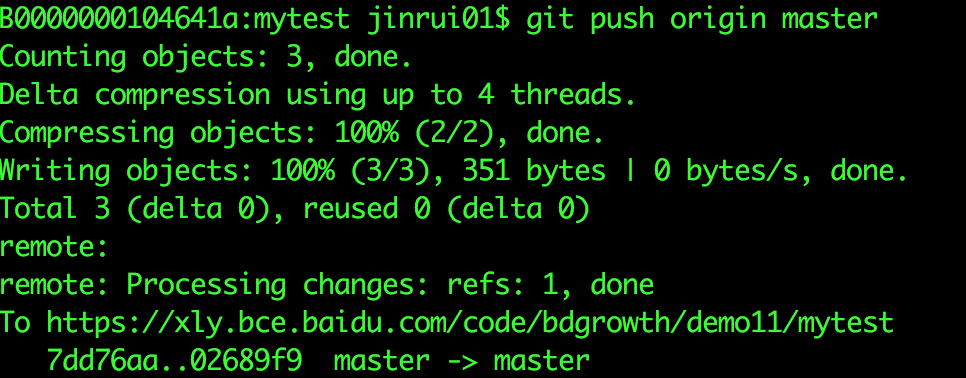 B0000000104641a:mytest jinrui01$ git push origin master
Counting objects: 3, done.
Delta compression using up to 4 threads.
Compressing objects: 100% (2/2), done.
Writing objects: 100% (3/3), 351 bytes | 0 bytes/s, done.
Total 3 (delta 0), reused 0 (delta 0)
remote:
remote: Processing changes: refs: 1, done
To https://xly.bce.baidu.com/code/bdgrowth/demo11/mytest
   7dd76aa..02689f9  master -> master